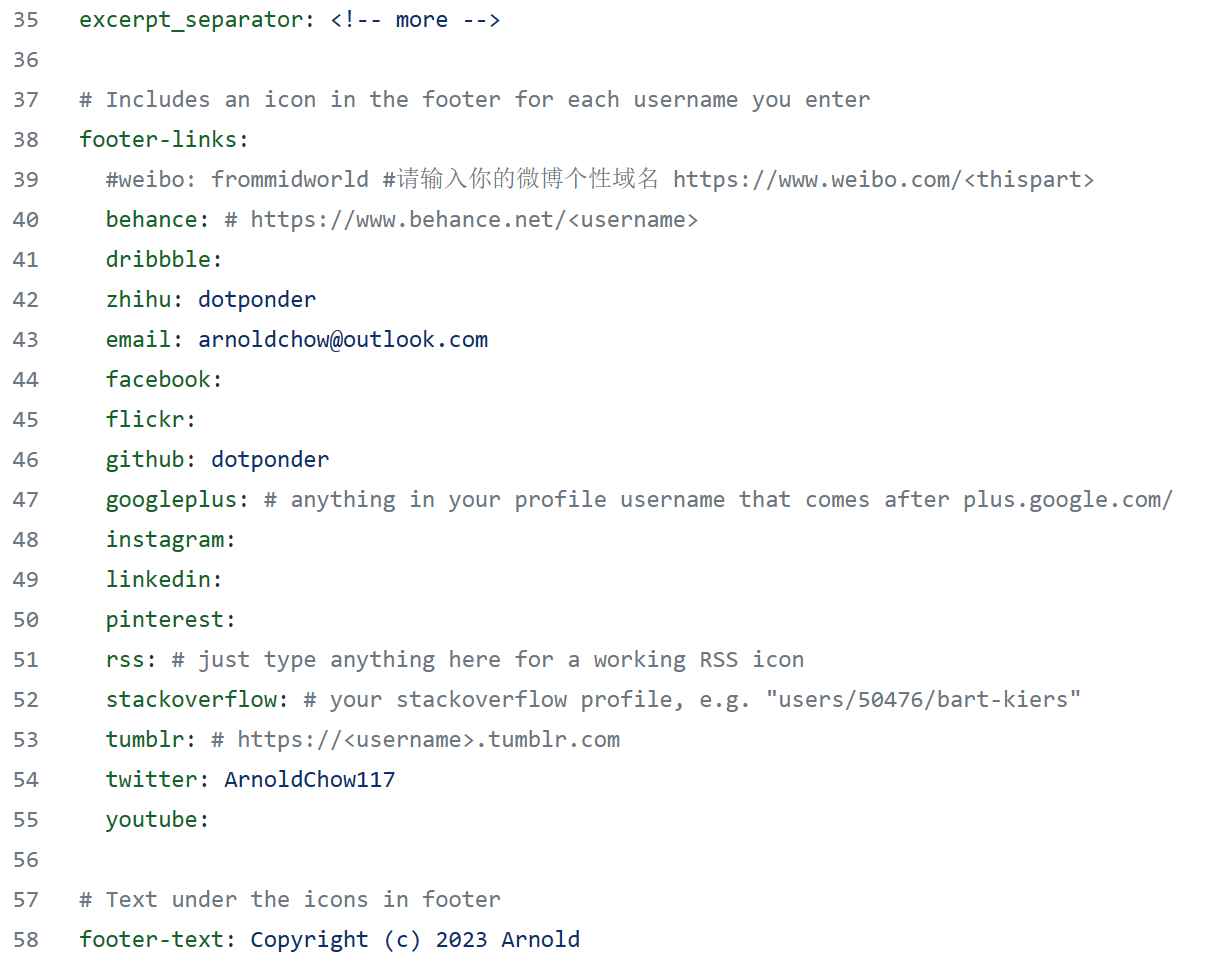 35 excerpt_separator: <!-- more -->
36
37 # Includes an icon in the footer for each username you enter
38 footer-links:
39 #weibo: frommidworld #请输入你的微博个性域名 https://www.weibo.com/<thispart>
40 behance: # https://www.behance.net/<username>
41 dribbble:
42 zhihu: dotponder
43 email: arnoldchow@outlook.com
44 facebook:
45 flickr:
46 github: dotponder
47 googleplus: # anything in your profile username that comes after plus.google.com/
48 instagram:
49 linkedin:
50 pinterest:
51 rss: # just type anything here for a working RSS icon
52 stackoverflow: # your stackoverflow profile, e.g. "users/50476/bart-kiers"
53 tumblr: # https://<username>.tumblr.com
54 twitter: ArnoldChow117
55 youtube:
56
57 # Text under the icons in footer
58 footer-text: Copyright (c) 2023 Arnold